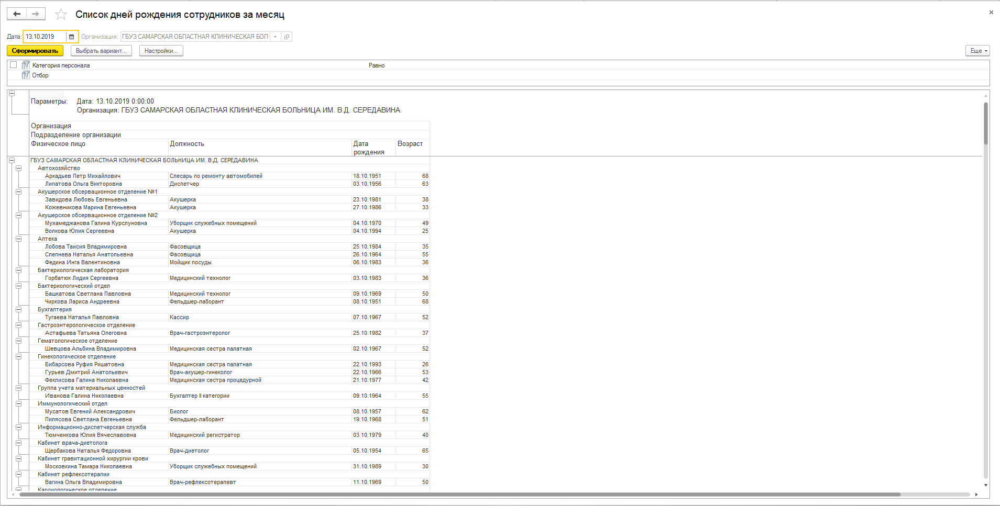 Список дней рождения сотрудников за месяц
Дата: 13.10.2019 Организация: ГБУЗ САМАРСКАЯ ОБЛАСТНАЯ КЛИНИЧЕСКАЯ БОЛ
Сформировать Выбрать вариант... Настройки... Еще
Категория персонала Равно
Отбор
Параметры: Дата: 13.10.2019 0:00:00
Организация: ГБУЗ САМАРСКАЯ ОБЛАСТНАЯ КЛИНИЧЕСКАЯ БОЛЬНИЦА ИМ. В.Д. СЕРЕДАВИНА
Организация
Подразделение организации
Физическое лицо Должность Дата рождения Возраст
ГБУЗ САМАРСКАЯ ОБЛАСТНАЯ КЛИНИЧЕСКАЯ БОЛЬНИЦА ИМ. В.Д. СЕРЕДАВИНА
Автохозяйство
Аркадьев Петр Михайлович Слесарь по ремонту автомобилей 18.10.1951 68
Липатова Ольга Викторовна Диспетчер 03.10.1956 63
Акушерское обсервационное отделение №1
Завидова Любовь Евгеньевна Акушерка 23.10.1981 38
Кожевникова Марина Евгеньевна Акушерка 27.10.1986 33
Акушерское обсервационное отделение №2
Мухамеджанова Галина Курслуновна Уборщик служебных помещений 04.10.1970 49
Волкова Юлия Сергеевна Акушерка 04.10.1994 25
Аптека
Лобова Таисия Владимировна Фасовщица 25.10.1984 35
Слепнева Наталья Анатольевна Фасовщица 26.10.1964 55
Федина Инга Валентиновна Мойщик посуды 06.10.1983 36
Бактериологическая лаборатория
Горбатюк Лидия Сергеевна Медицинский технолог 03.10.1983 36
Бактериологический отдел
Башкатова Светлана Павловна Медицинский технолог 09.10.1969 50
Чиркова Лариса Андреевна Фельдшер-лаборант 08.10.1951 68
Бухгалтерия
Тугаева Наталья Павловна Кассир 07.10.1967 52
Гастроэнтерологическое отделение
Астафьева Татьяна Олеговна Врач-гастроэнтеролог 25.10.1982 37
Гематологическое отделение
Шевцова Альбина Владимировна Медицинская сестра палатная 02.10.1967 52
Гинекологическое отделение
Бибарсова Руфия Ришатовна Медицинская сестра палатная 22.10.1993 26
Гурьев Дмитрий Анатольевич Врач-акушер-гинеколог 22.10.1966 53
Феклисова Галина Николаевна Медицинская сестра процедурной 21.10.1977 42
Группа учета материальных ценностей
Иванова Галина Николаевна Бухгалтер II категории 09.10.1964 55
Иммунологический отдел
Мусатов Евгений Александрович Биолог 08.10.1957 62
Пилясова Светлана Евгеньевна Фельдшер-лаборант 19.10.1968 51
Информационно-диспетчерская служба
Тюмченкова Юлия Вячеславовна Медицинский регистратор 03.10.1979 40
Кабинет врача-диетолога
Щербакова Наталья Федоровна Врач-диетолог 05.10.1954 65
Кабинет гравитационной хирургии крови
Московкина Тамара Николаевна Уборщик служебных помещений 31.10.1989 30
Кабинет рефлексотерапии
Вагина Ольга Владимировна Врач-рефлексотерапевт 11.10.1969 50
Кардиологическое отделение